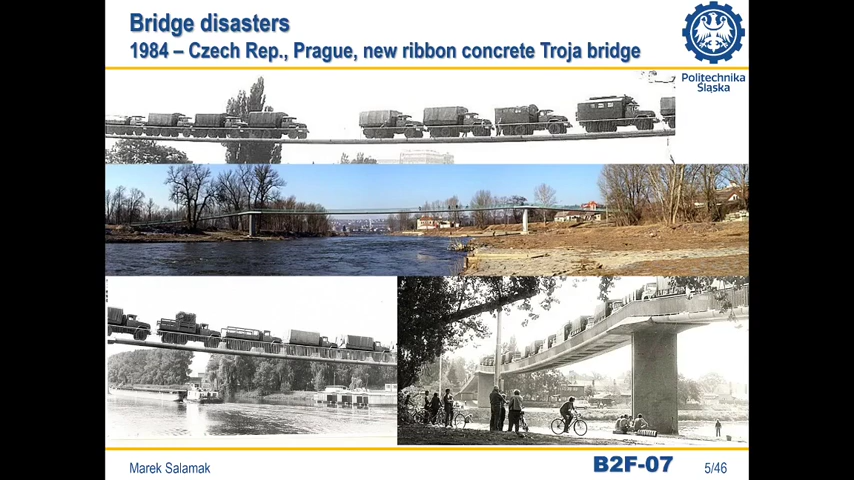 Bridge disasters
1984 – Czech Rep., Prague, new ribbon concrete Troja bridge
Politechnika
Śląska
Marek Salamak
B2F-07
5/46